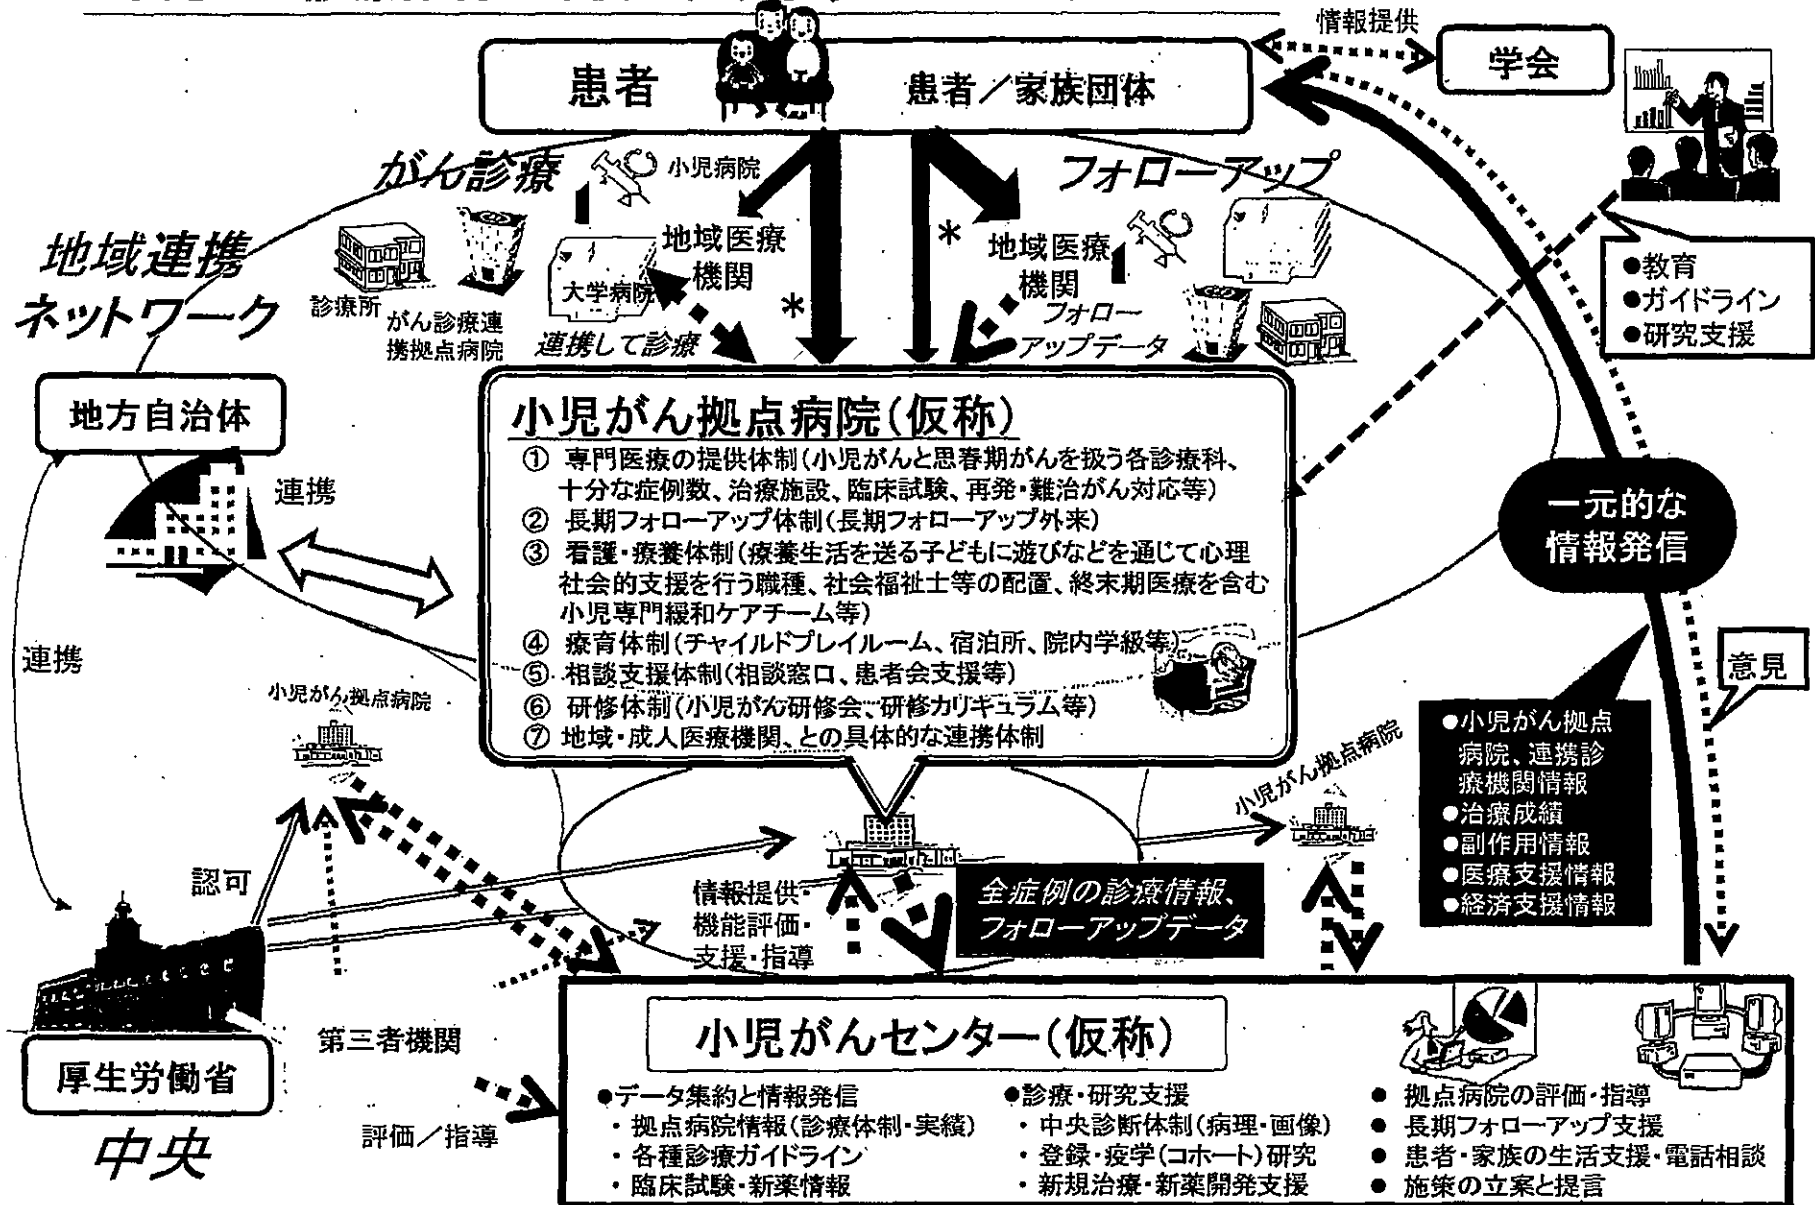 情報提供
学会
患者
患者／家族団体
がん診療
小児病院
フォローアップ
地域連携
ネットワーク
診療所
がん診療連
携拠点病院
大学病院
地域医療
機関
連携して診療
*
*
地域医療
機関
フォロー
アップデータ
●教育
●ガイドライン
●研究支援
地方自治体
連携
連携
小児がん拠点病院(仮称)
① 専門医療の提供体制(小児がんと思春期がんを扱う各診療科、
十分な症例数、治療施設、臨床試験、再発・難治がん対応等)
② 長期フォローアップ体制(長期フォローアップ外来)
③ 看護・療養体制(療養生活を送る子どもに遊びなどを通じて心理
社会的支援を行う職種、社会福祉士等の配置、終末期医療を含む
小児専門緩和ケアチーム等)
④ 療育体制(チャイルドプレイルーム、宿泊所、院内学級等)
⑤ 相談支援体制(相談窓口、患者会支援等)
⑥ 研修体制(小児がん研修会、研修カリキュラム等)
⑦ 地域・成人医療機関、との具体的な連携体制
一元的な
情報発信
意見
●小児がん拠点
病院、連携診
療機関情報
●治療成績
●副作用情報
●医療支援情報
●経済支援情報
小児がん拠点病院
小児がん拠点病院
認可
情報提供・
機能評価・
支援・指導
全症例の診療情報、
フォローアップデータ
厚生労働省
中央
第三者機関
評価／指導
小児がんセンター(仮称)
●データ集約と情報発信
・拠点病院情報(診療体制・実績)
・各種診療ガイドライン
・臨床試験・新薬情報
●診療・研究支援
・中央診断体制(病理・画像)
・登録・疫学(コホート)研究
・新規治療・新薬開発支援
● 拠点病院の評価・指導
● 長期フォローアップ支援
● 患者・家族の生活支援・電話相談
● 施策の立案と提言